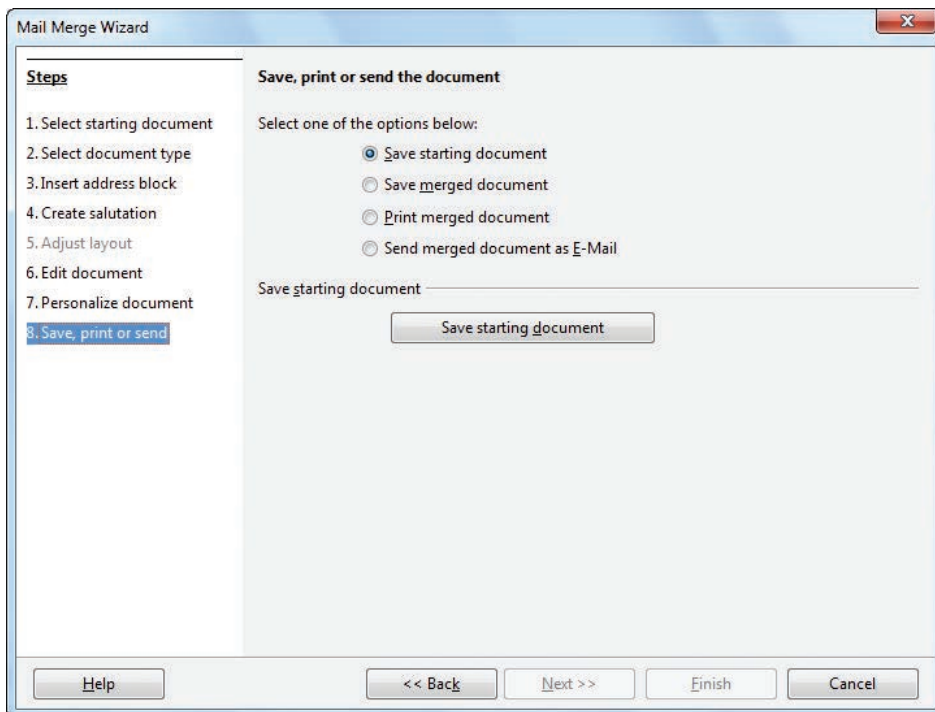 Mail Merge Wizard
Steps
1. Select starting document
2. Select document type
3. Insert address block
4. Create salutation
5. Adjust layout
6. Edit document
7. Personalize document
8. Save, print or send
Save, print or send the document
Select one of the options below:
Save starting document
Save merged document
Print merged document
Send merged document as E-Mail
Save starting document
Save starting document
Help
<< Back
Next >>
Finish
Cancel